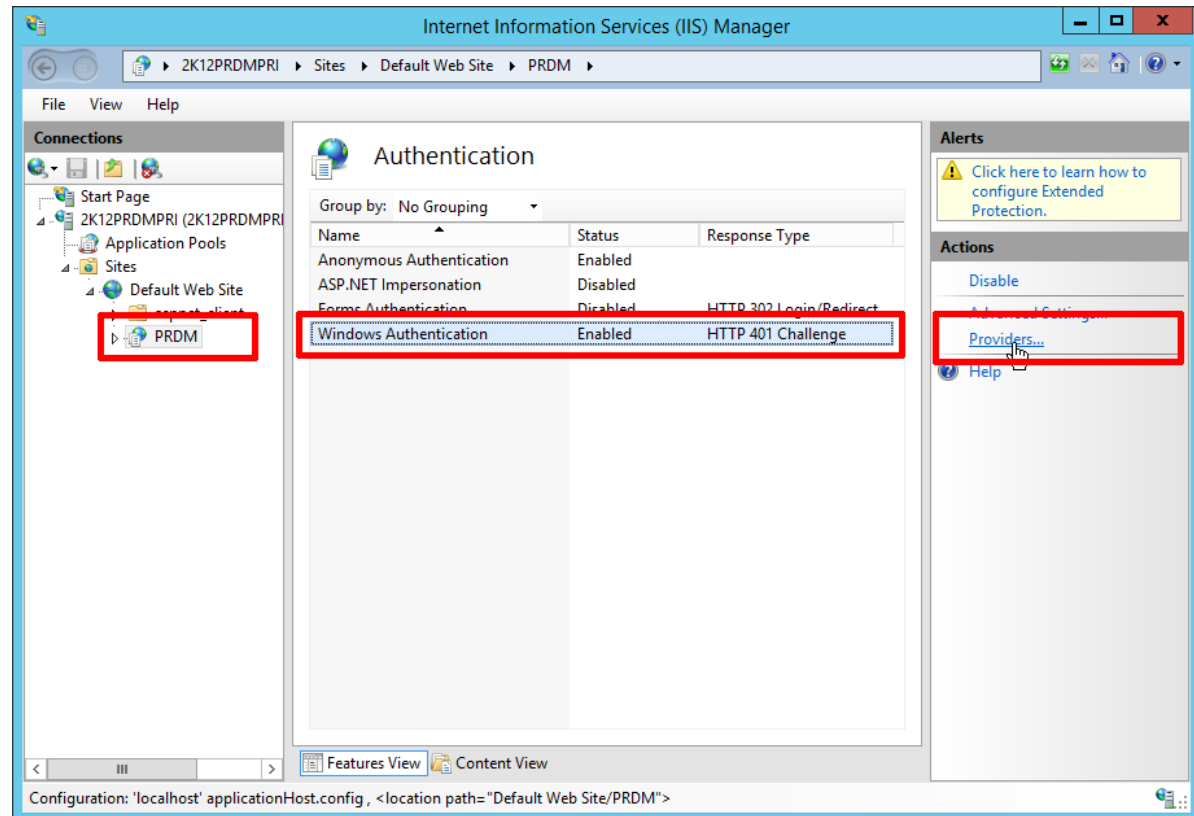 Internet Information Services (IIS) Manager
2K12PRDMPRI Sites Default Web Site PRDM
File View Help
Connections
Start Page
2K12PRDMPRI (2K12PRDMPRI
Application Pools
Sites
Default Web Site
aspnet_client
PRDM
Authentication
Group by: No Grouping
Name Status Response Type
Anonymous Authentication Enabled
ASP.NET Impersonation Disabled
Forms Authentication Disabled HTTP 302 Login/Redirect
Windows Authentication Enabled HTTP 401 Challenge
Features View Content View
Alerts
Click here to learn how to
configure Extended
Protection.
Actions
Disable
Advanced Settings...
Providers...
Help
Configuration: 'localhost' applicationHost.config , <location path="Default Web Site/PRDM">